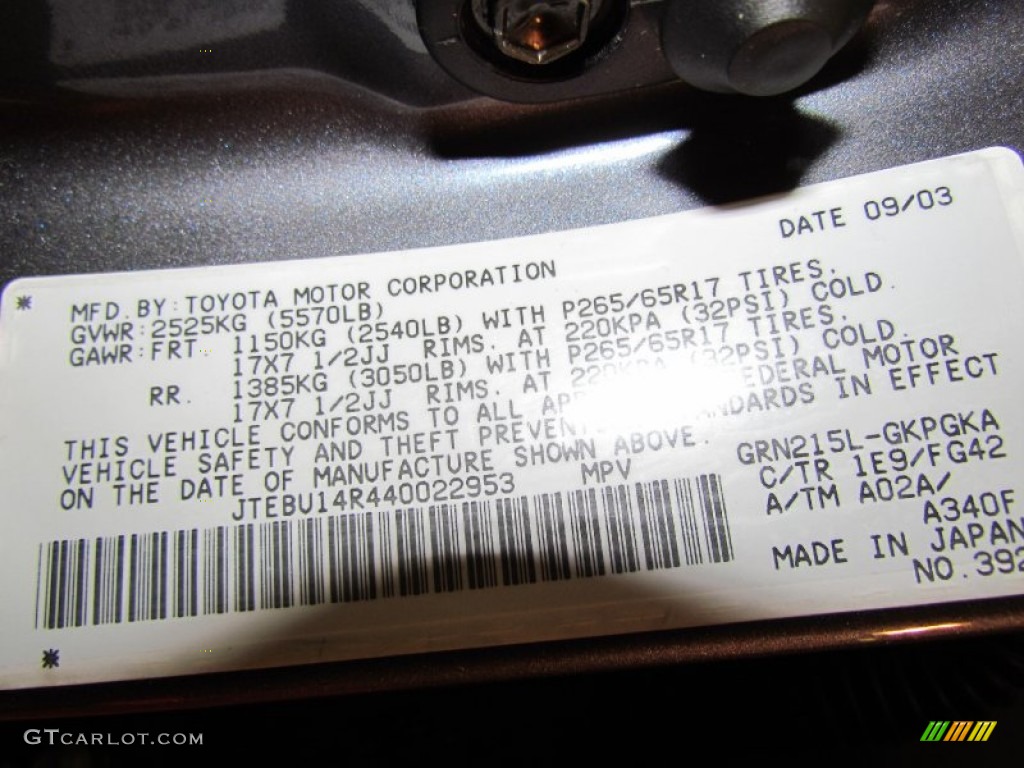 DATE 09/03
MFD. BY: TOYOTA MOTOR CORPORATION
GVWR: 2525KG (5570LB)
GAWR: FRT. 1150KG (2540LB) WITH P265/65R17 TIRES.
17X7 1/2JJ RIMS. AT 220KPA (32PSI) COLD.
RR. 1385KG (3050LB) WITH P265/65R17 TIRES.
17X7 1/2JJ RIMS. AT (32PSI) COLD.
THIS VEHICLE CONFORMS TO ALL MOTOR
VEHICLE SAFETY AND THEFT IN EFFECT
ON THE DATE OF MANUFACTURE SHOWN ABOVE.
JTEBU14R440022953 MPV
GRN215L-GKPGKA
C/TR 1E9/FG42
A/TM A02A/
A340F
MADE IN JAPAN
NO. 392
GTCARLOT.COM